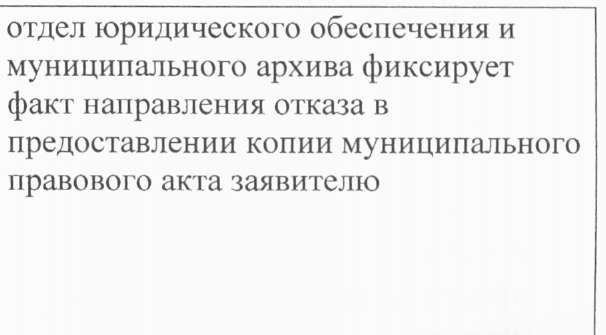 отдел юридического обеспечения и
муниципального архива фиксирует
факт направления отказа в
предоставлении копии муниципального
правового акта заявителю